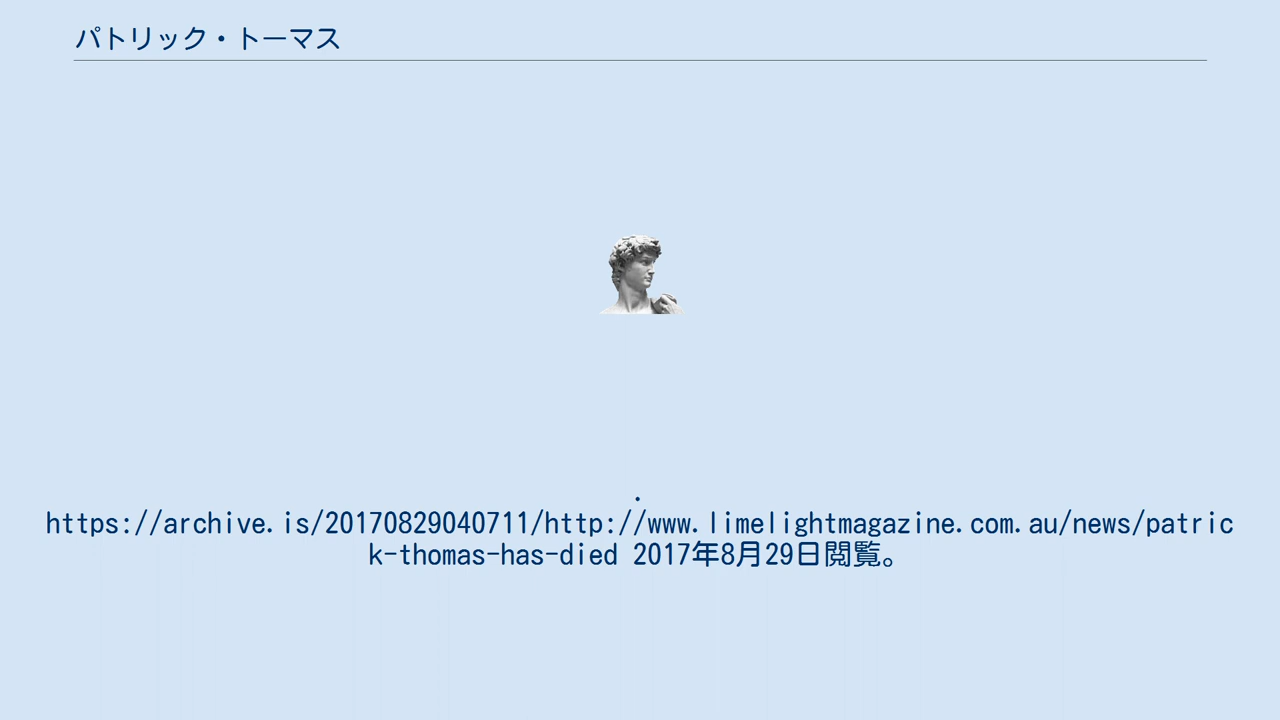 パトリック・トーマス
.
https://archive.is/20170829040711/http://www.limelightmagazine.com.au/news/patric
k-thomas-has-died 2017年8月29日閲覧。